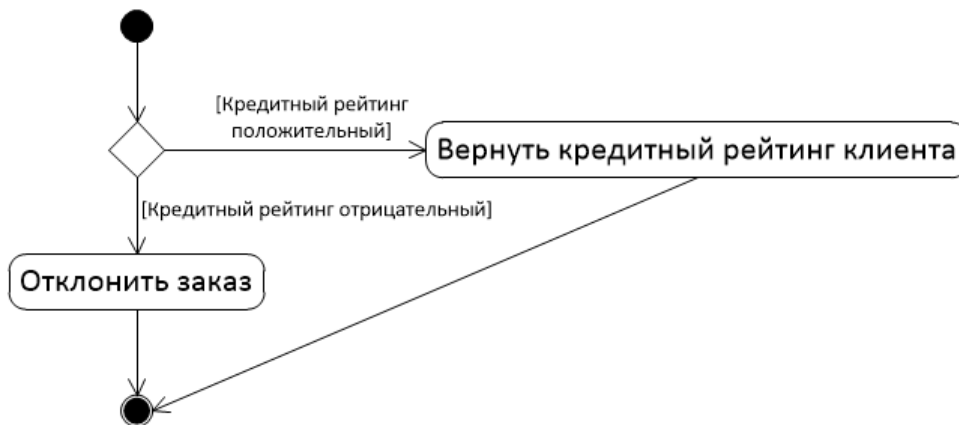 [Кредитный рейтинг
положительный]
Вернуть кредитный рейтинг клиента
[Кредитный рейтинг отрицательный]
Отклонить заказ